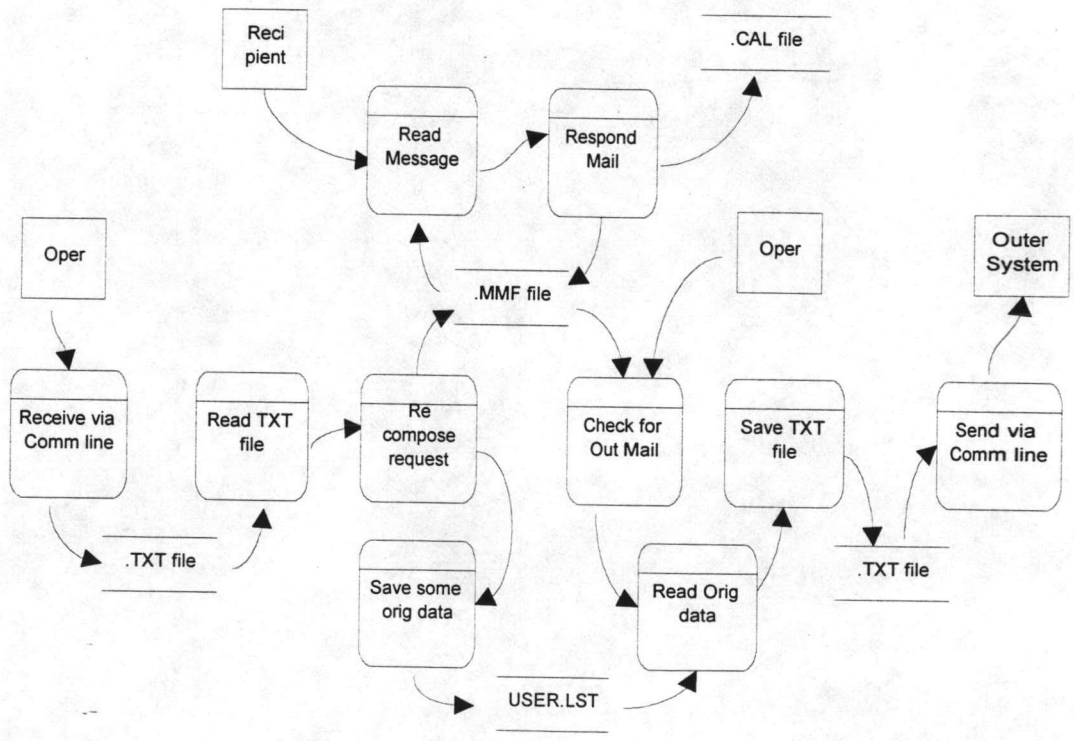 Reci
pient
.CAL file
Read
Message
Respond
Mail
Oper
.MMF file
Oper
Outer
System
Receive via
Comm line
Read TXT
file
Re
compose
request
Check for
Out Mail
Save TXT
file
Send via
Comm line
.TXT file
Save some
orig data
Read Orig
data
.TXT file
USER.LST